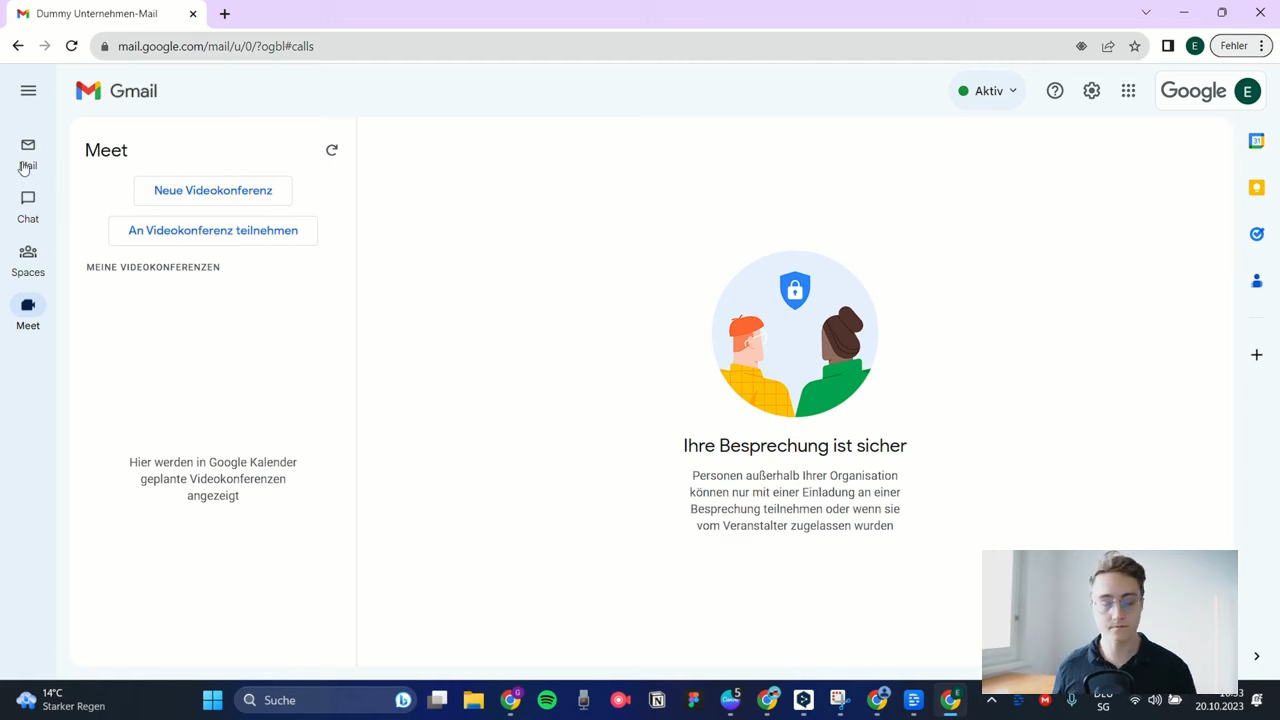 Dummy Unternehmen-Mail
mail.google.com/mail/u/0/?ogbl#calls
E
Fehler
Gmail
Aktiv
Google
E
Mail
Chat
Spaces
Meet
Meet
Neue Videokonferenz
An Videokonferenz teilnehmen
MEINE VIDEOKONFERENZEN
Hier werden in Google Kalender
geplante Videokonferenzen
angezeigt
Ihre Besprechung ist sicher
Personen außerhalb Ihrer Organisation
können nur mit einer Einladung an einer
Besprechung teilnehmen oder wenn sie
vom Veranstalter zugelassen wurden
31
14°C
Starker Regen
Suche
G
5
E
SG
20.10.2023